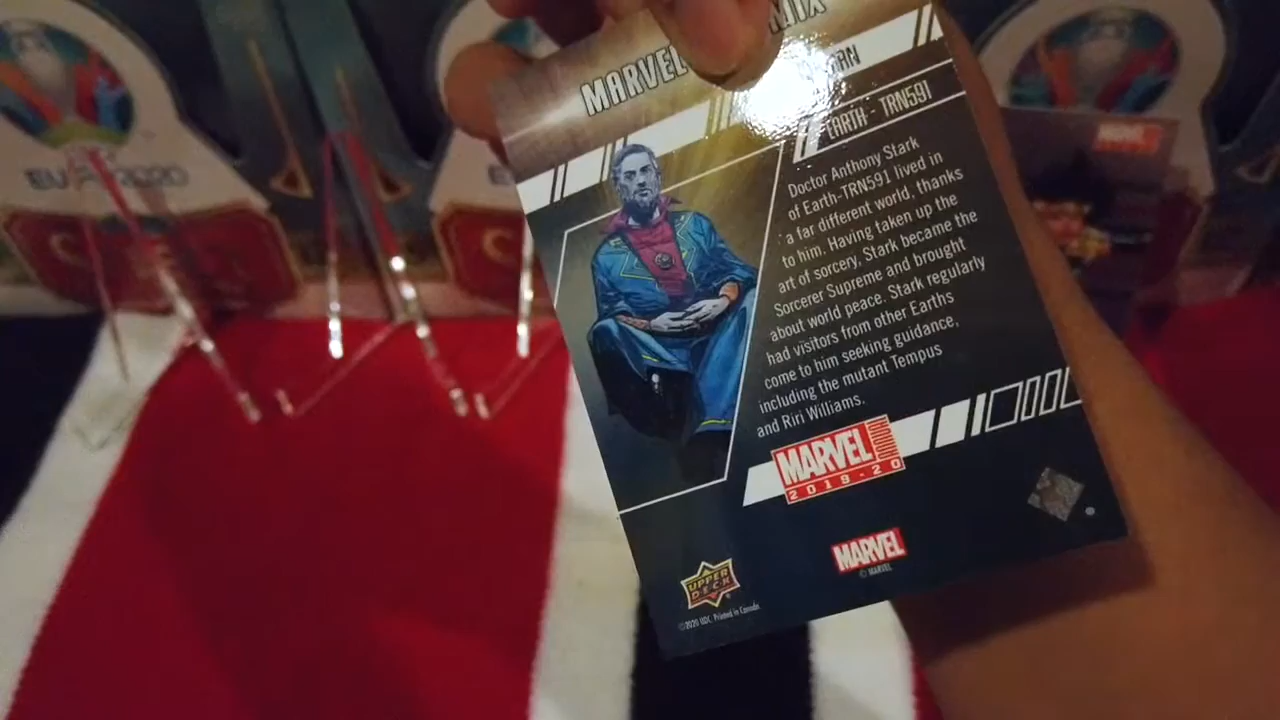 MARVEL
EARTH - TRN591
Doctor Anthony Stark
of Earth-TRN591 lived in
a far different world, thanks
to him. Having taken up the
art of sorcery, Stark became the
Sorcerer Supreme and brought
about world peace. Stark regularly
had visitors from other Earths
come to him seeking guidance,
including the mutant Tempus
and Riri Williams.
MARVEL ANNUAL
2019-20
MARVEL
© MARVEL
UPPER
DECK
©2020 UDC. Printed in Canada
MARVEL